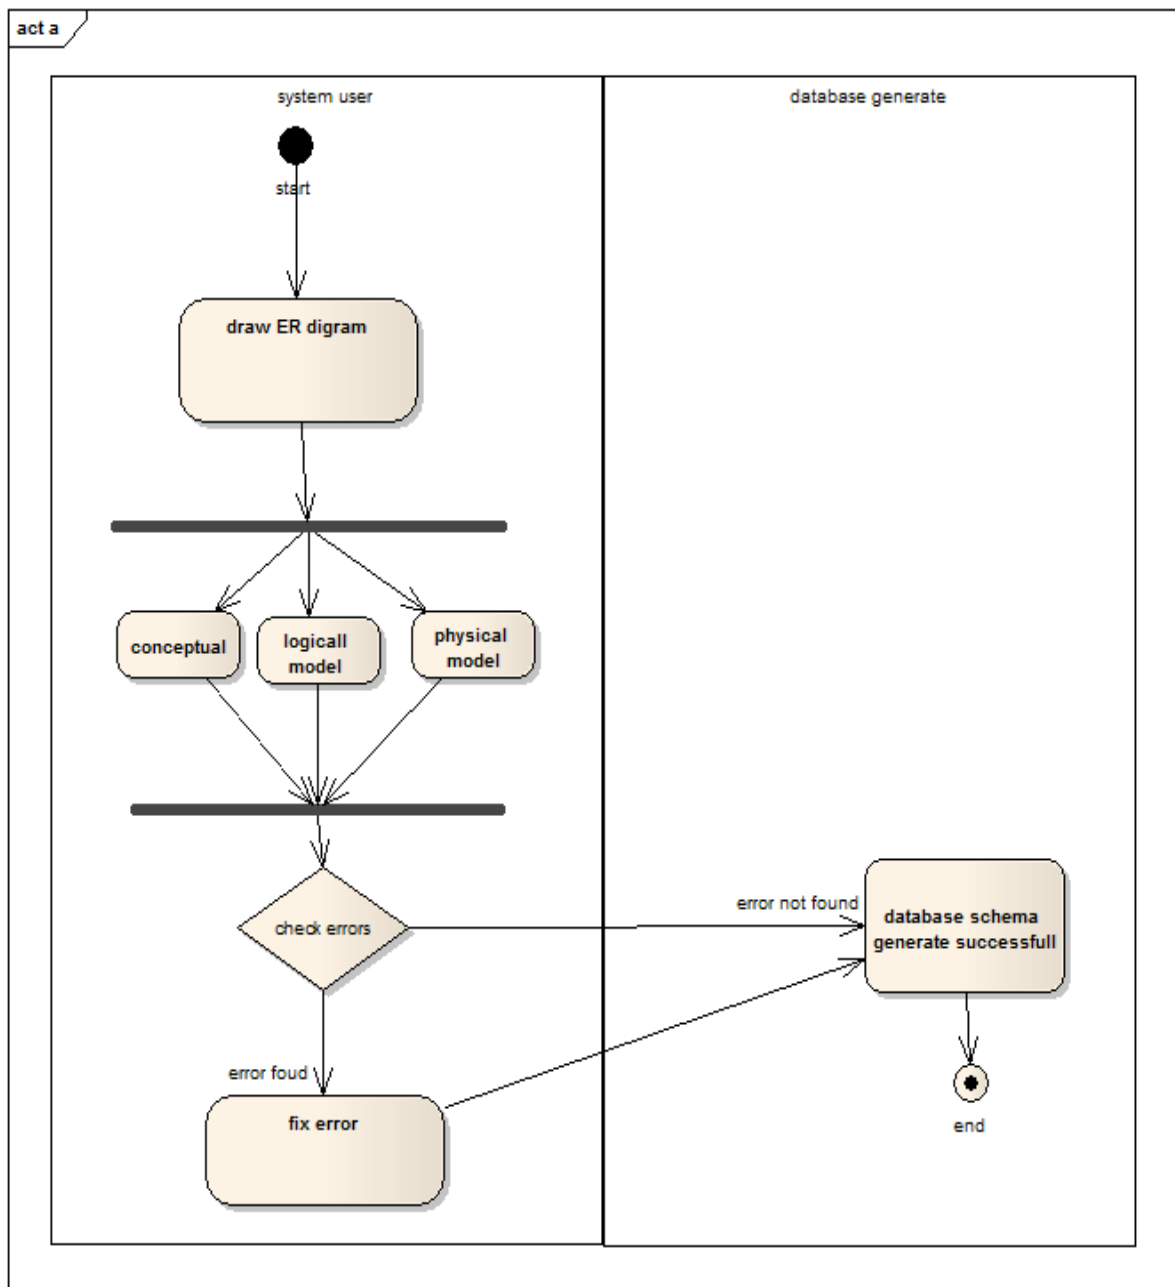 act a
system user
database generate
start
draw ER digram
conceptual
logicall
model
physical
model
check errors
error not found
database schema
generate successfull
error foud
fix error
end